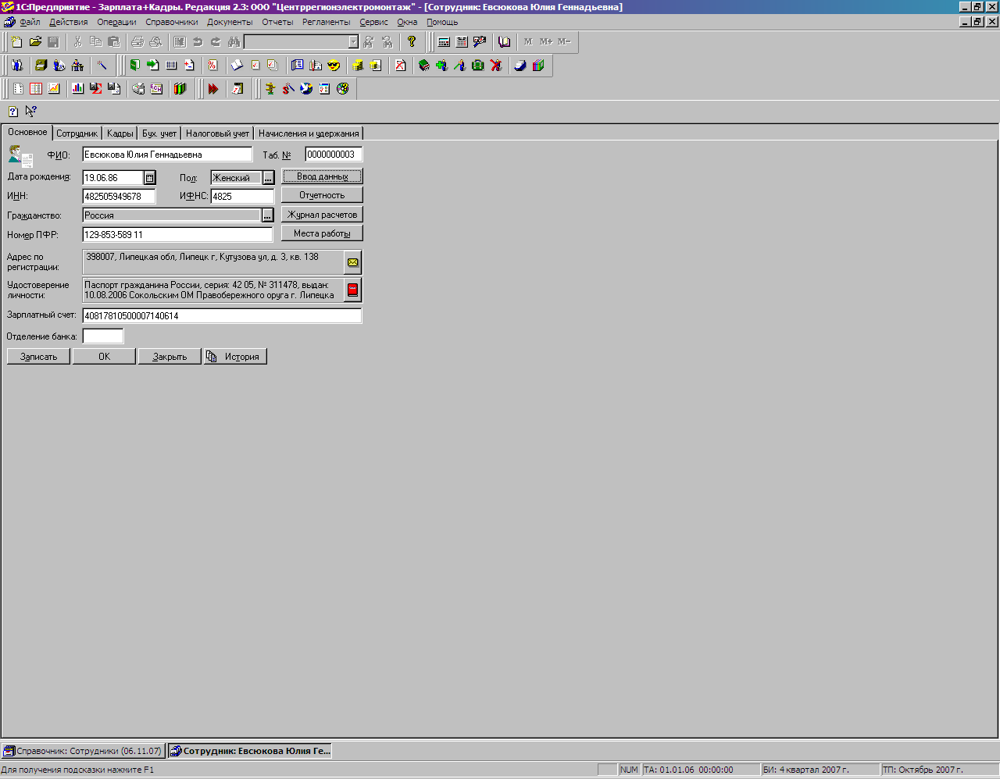 1С:Предприятие - Зарплата+Кадры. Редакция 2.3: ООО "Центррегионэлектромонтаж" - [Сотрудник: Евсюкова Юлия Геннадьевна]
Файл Действия Операции Справочники Документы Отчеты Регламенты Сервис Окна Помощь
M M+ M-
Основное Сотрудник Кадры Бух. учет Налоговый учет Начисления и удержания
ФИО: Евсюкова Юлия Геннадьевна Таб. № 0000000003
Дата рождения: 19.06.86 Пол: Женский ... Ввод данных
ИНН: 482505949678 ИФНС: 4825 Отчетность
Гражданство: Россия ... Журнал расчетов
Номер ПФР: 129-853-589 11 Места работы
Адрес по регистрации: 398007, Липецкая обл, Липецк г, Кутузова ул, д. 3, кв. 138
Удостоверение личности: Паспорт гражданина России, серия: 42 05, № 311478, выдан:
10.08.2006 Сокольским ОМ Правобережного оруга г. Липецка
Зарплатный счет: 40817810500007140614
Отделение банка:
Записать OK Закрыть История
Справочник: Сотрудники (06.11.07) Сотрудник: Евсюкова Юлия Ге...
Для получения подсказки нажмите F1 NUM ТА: 01.01.06 00:00:00 БИ: 4 квартал 2007 г. ТП: Октябрь 2007 г.